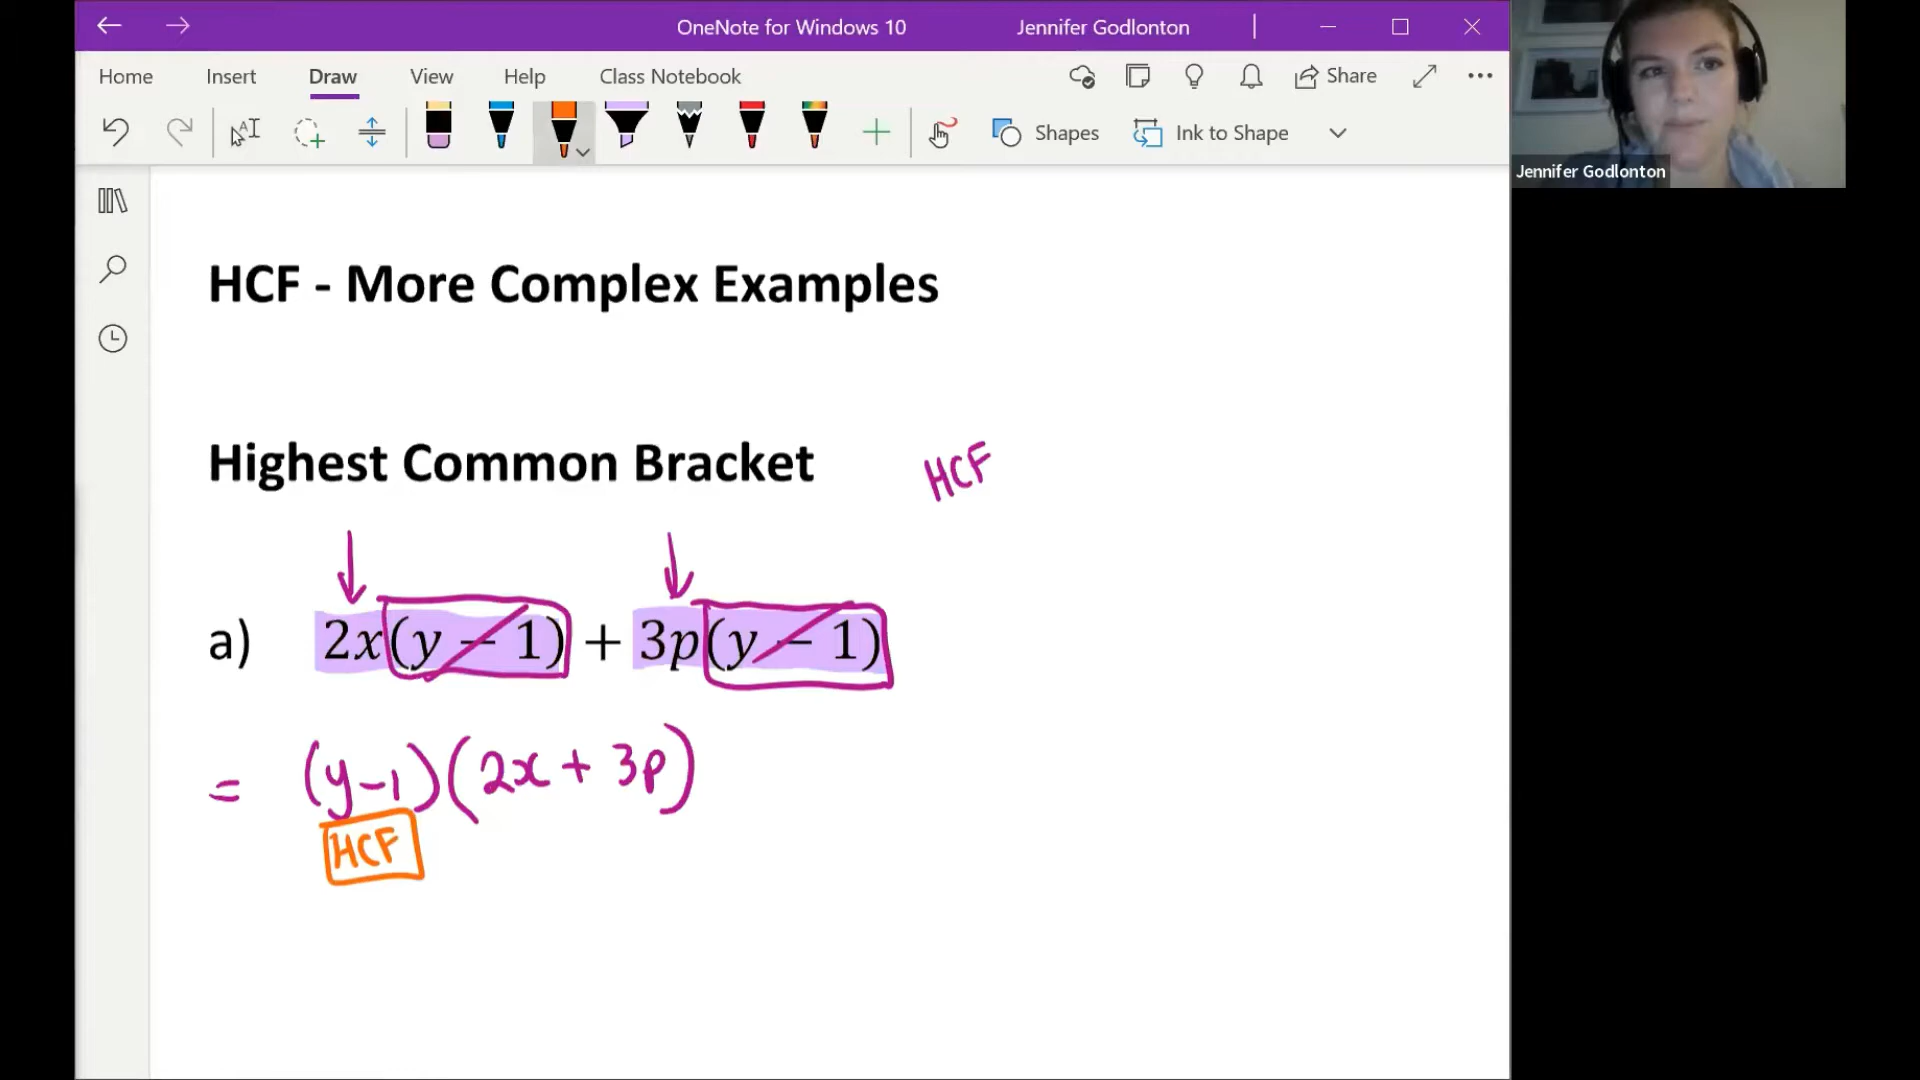 OneNote for Windows 10
Jennifer Godlonton
Home Insert Draw View Help Class Notebook
Share
Shapes
Ink to Shape
Jennifer Godlonton
HCF - More Complex Examples
Highest Common Bracket
HCF
a) 2x(y − 1) + 3p(y − 1)
= (y-1)(2x + 3p)
HCF